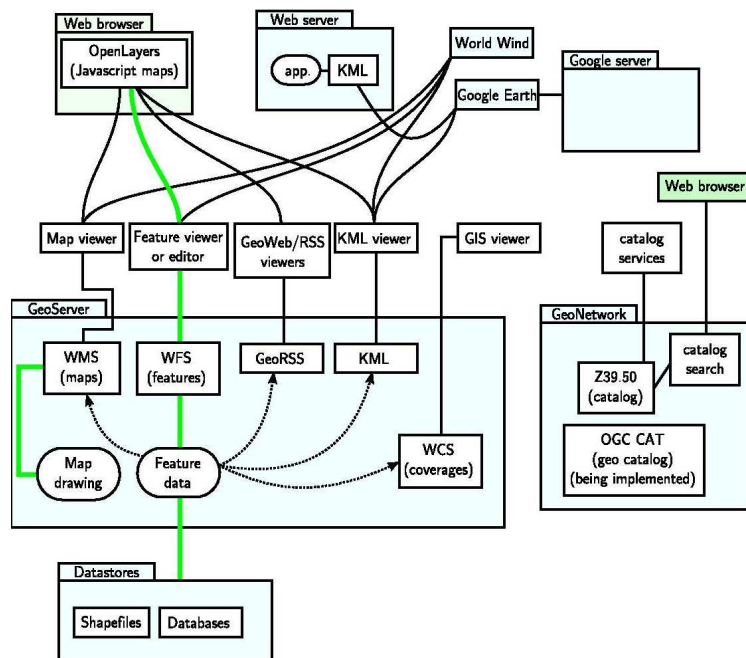 Web browser
OpenLayers
(Javascript maps)
Web server
app.
KML
World Wind
Google Earth
Google server
Web browser
Map viewer
Feature viewer
or editor
GeoWeb/RSS
viewers
KML viewer
GIS viewer
catalog
services
GeoServer
WMS
(maps)
WFS
(features)
GeoRSS
KML
Map
drawing
Feature
data
WCS
(coverages)
GeoNetwork
Z39.50
(catalog)
catalog
search
OGC CAT
(geo catalog)
(being implemented)
Datastores
Shapefiles
Databases